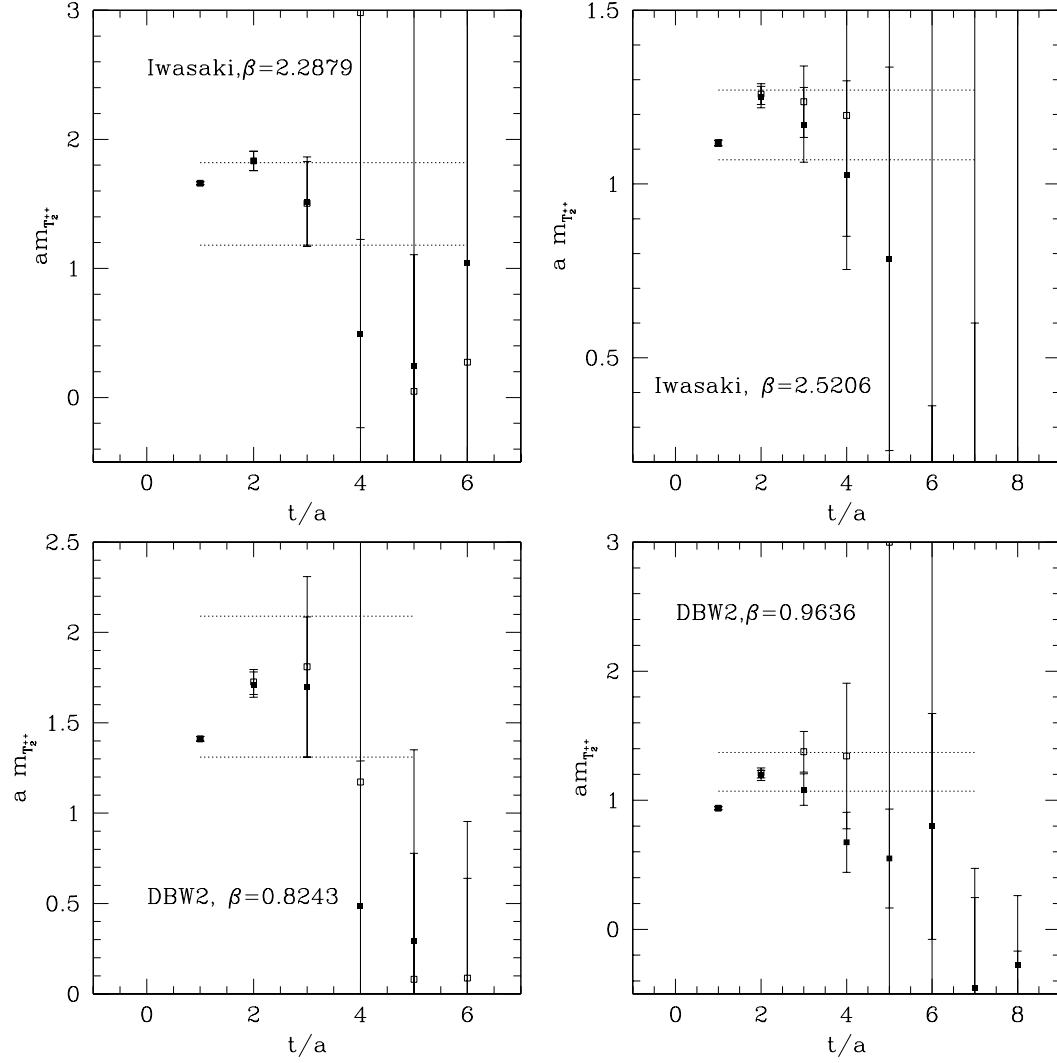 3
2
1
0
am_{T_2^{++}}
Iwasaki,β=2.2879
0 2 4 6
t/a
1.5
1
0.5
a m_{T_2^{++}}
Iwasaki, β=2.5206
0 2 4 6 8
t/a
2.5
2
1.5
1
0.5
0
a m_{T_2^{++}}
DBW2, β=0.8243
0 2 4 6
t/a
3
2
1
0
am_{T_2^{++}}
DBW2,β=0.9636
0 2 4 6 8
t/a